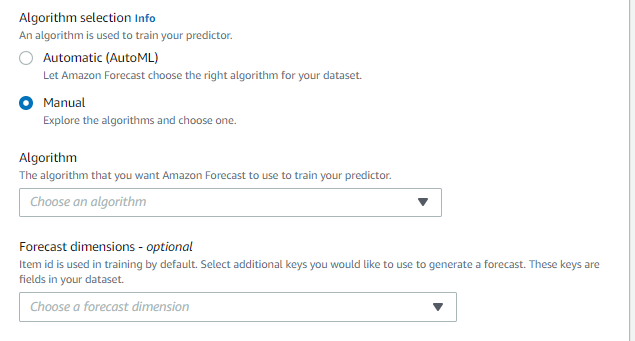 Algorithm selection Info
An algorithm is used to train your predictor.
Automatic (AutoML)
Let Amazon Forecast choose the right algorithm for your dataset.
Manual
Explore the algorithms and choose one.
Algorithm
The algorithm that you want Amazon Forecast to use to train your predictor.
Choose an algorithm
Forecast dimensions - optional
Item id is used in training by default. Select additional keys you would like to use to generate a forecast. These keys are
fields in your dataset.
Choose a forecast dimension